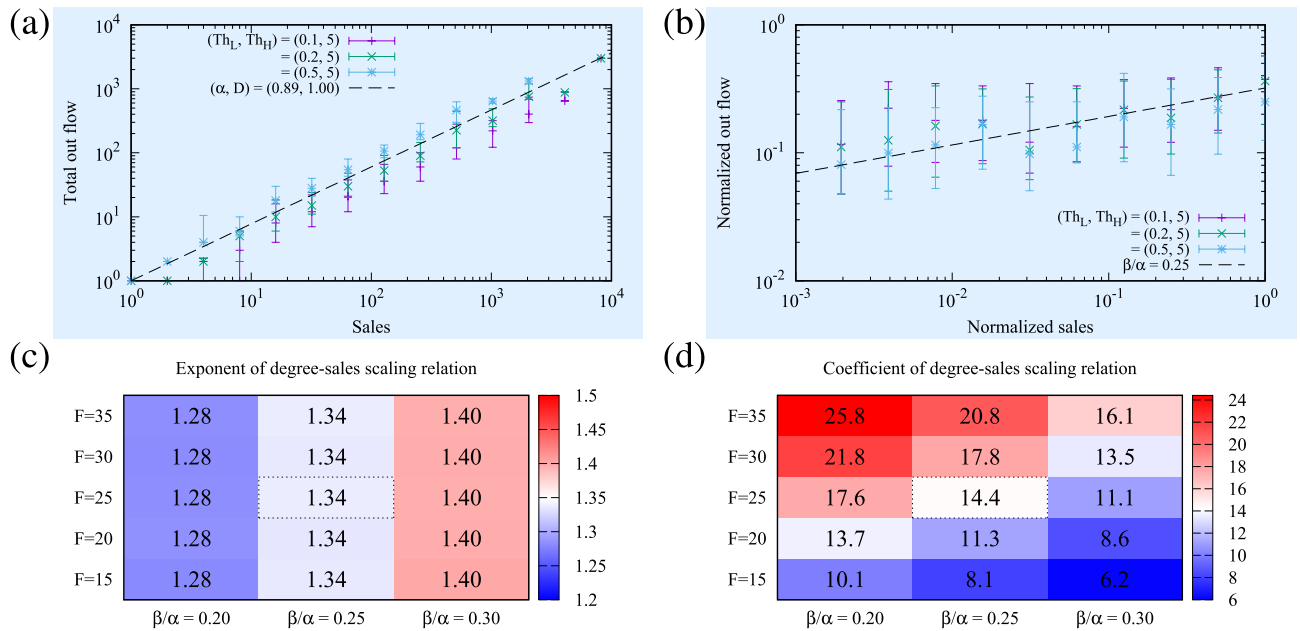 (a)
Total out flow
10^4
10^3
10^2
10^1
10^0
(Th_L, Th_H) = (0.1, 5)
= (0.2, 5)
= (0.5, 5)
(α, D) = (0.89, 1.00)
10^0 10^1 10^2 10^3 10^4
Sales
(b)
Normalized out flow
10^0
10^-1
10^-2
(Th_L, Th_H) = (0.1, 5)
= (0.2, 5)
= (0.5, 5)
β/α = 0.25
10^-3 10^-2 10^-1 10^0
Normalized sales
(c)
Exponent of degree-sales scaling relation
F=35 1.28 1.34 1.40
F=30 1.28 1.34 1.40
F=25 1.28 1.34 1.40
F=20 1.28 1.34 1.40
F=15 1.28 1.34 1.40
β/α = 0.20 β/α = 0.25 β/α = 0.30
1.5
1.45
1.4
1.35
1.3
1.25
1.2
(d)
Coefficient of degree-sales scaling relation
F=35 25.8 20.8 16.1
F=30 21.8 17.8 13.5
F=25 17.6 14.4 11.1
F=20 13.7 11.3 8.6
F=15 10.1 8.1 6.2
β/α = 0.20 β/α = 0.25 β/α = 0.30
24
22
20
18
16
14
12
10
8
6